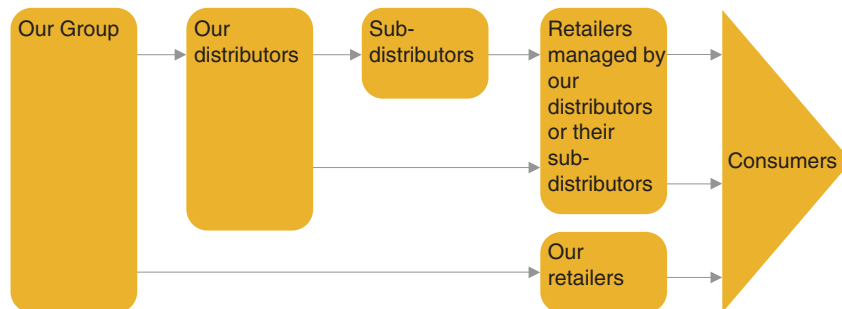 Our Group
Our
distributors
Sub-
distributors
Retailers
managed by
our
distributors
or their
sub-
distributors
Consumers
Our
retailers